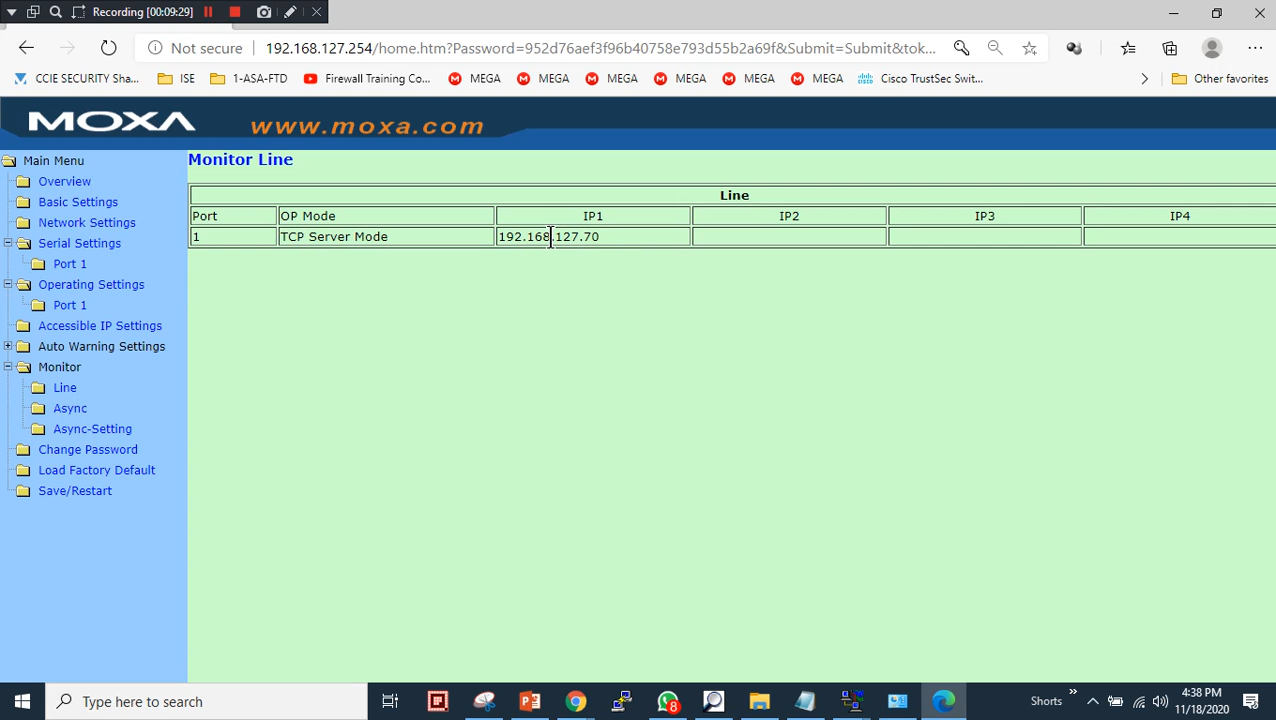 Recording [00:09:29]
Not secure 192.168.127.254/home.htm?Password=952d76aef3f96b40758e793d55b2a69f&Submit=Submit&tok...
CCIE SECURITY Sha... ISE 1-ASA-FTD Firewall Training Co... MEGA MEGA MEGA MEGA MEGA MEGA Cisco TrustSec Swit... Other favorites
MOXA www.moxa.com
Main Menu
Overview
Basic Settings
Network Settings
Serial Settings
Port 1
Operating Settings
Port 1
Accessible IP Settings
Auto Warning Settings
Monitor
Line
Async
Async-Setting
Change Password
Load Factory Default
Save/Restart
Monitor Line
Line
Port OP Mode IP1 IP2 IP3 IP4
1 TCP Server Mode 192.168.127.70
Type here to search
8
Shorts
4:38 PM
11/18/2020